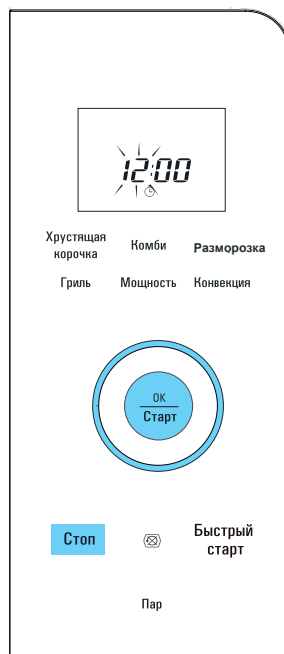 12:00
Хрустящая
корочка
Комби
Разморозка
Гриль
Мощность
Конвекция
OK
Старт
Стоп
Быстрый
старт
Пар